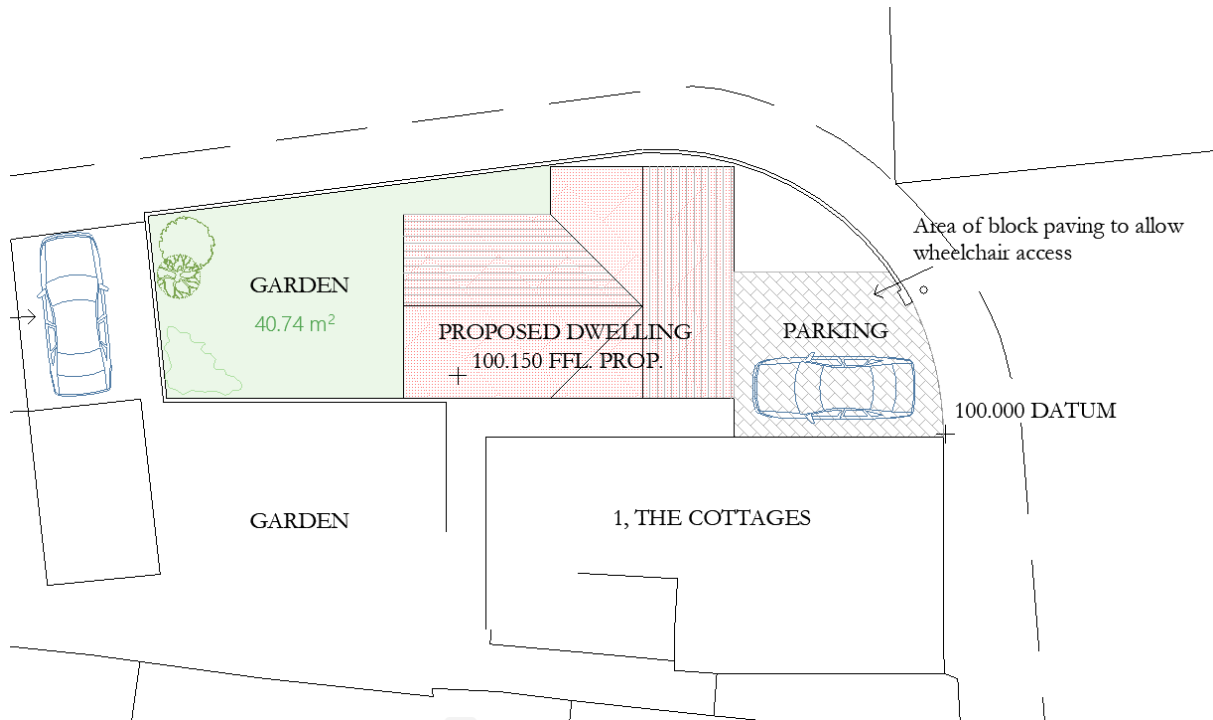 Area of block paving to allow
wheelchair access
GARDEN
40.74 m²
PROPOSED DWELLING
100.150 FFL. PROP.
PARKING
100.000 DATUM
GARDEN
1, THE COTTAGES